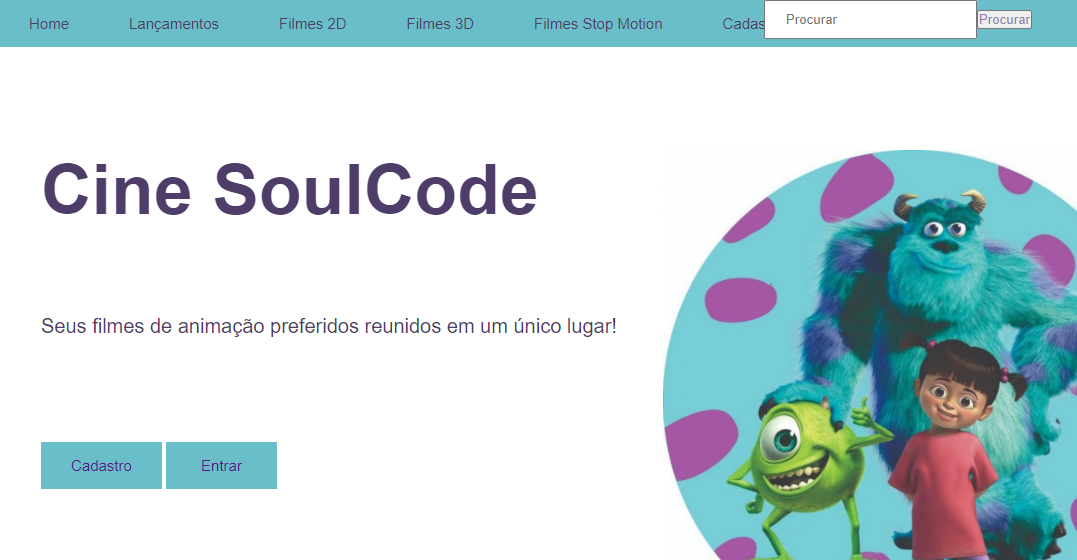 Home Lançamentos Filmes 2D Filmes 3D Filmes Stop Motion Cadas Procurar Procurar
Cine SoulCode
Seus filmes de animação preferidos reunidos em um único lugar!
Cadastro Entrar